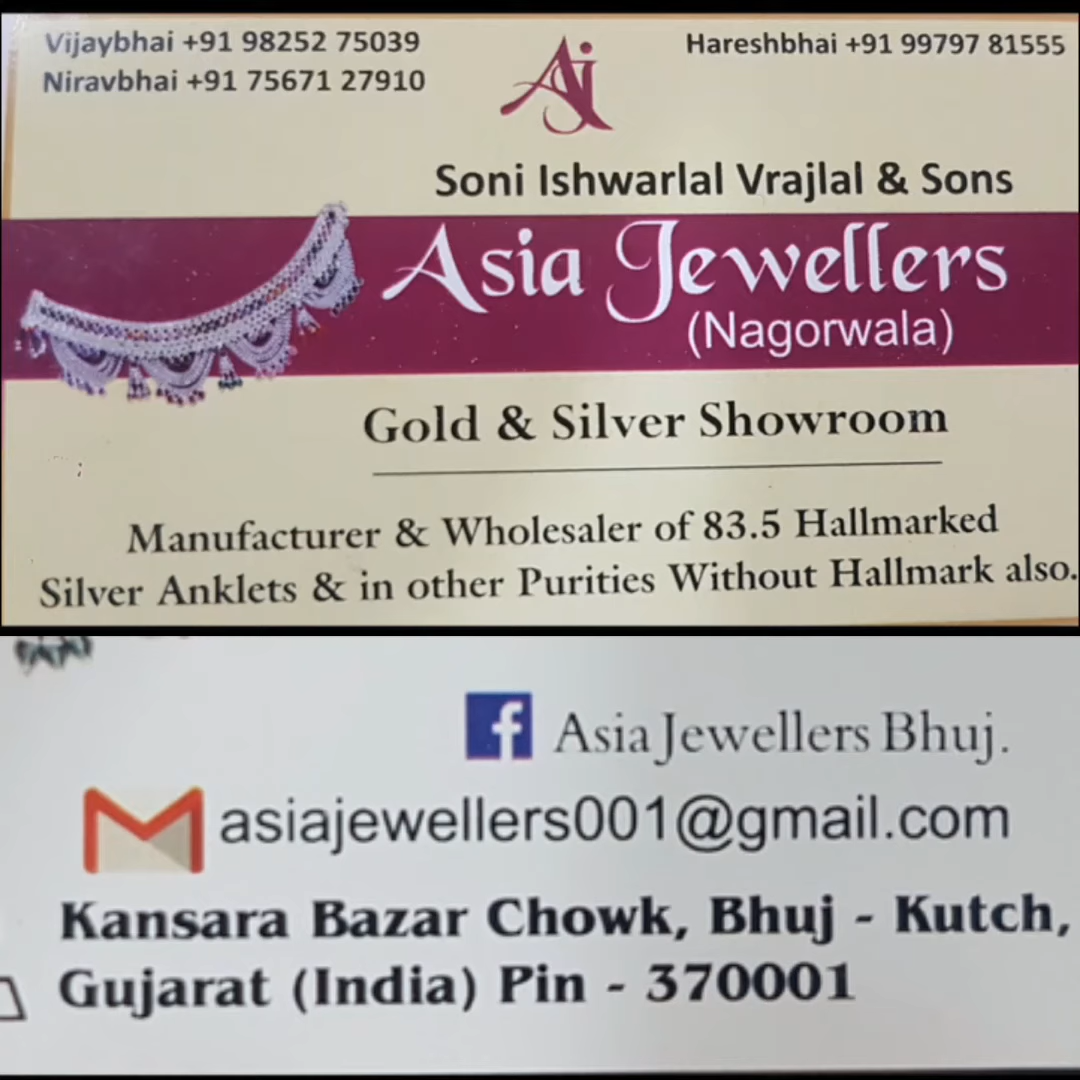 Vijaybhai +91 98252 75039
Niravbhai +91 75671 27910
Hareshbhai +91 99797 81555
AJ
Soni Ishwarlal Vrajlal & Sons
Asia Jewellers
(Nagorwala)
Gold & Silver Showroom
Manufacturer & Wholesaler of 83.5 Hallmarked
Silver Anklets & in other Purities Without Hallmark also.
f Asia Jewellers Bhuj.
asiajewellers001@gmail.com
Kansara Bazar Chowk, Bhuj - Kutch,
Gujarat (India) Pin - 370001